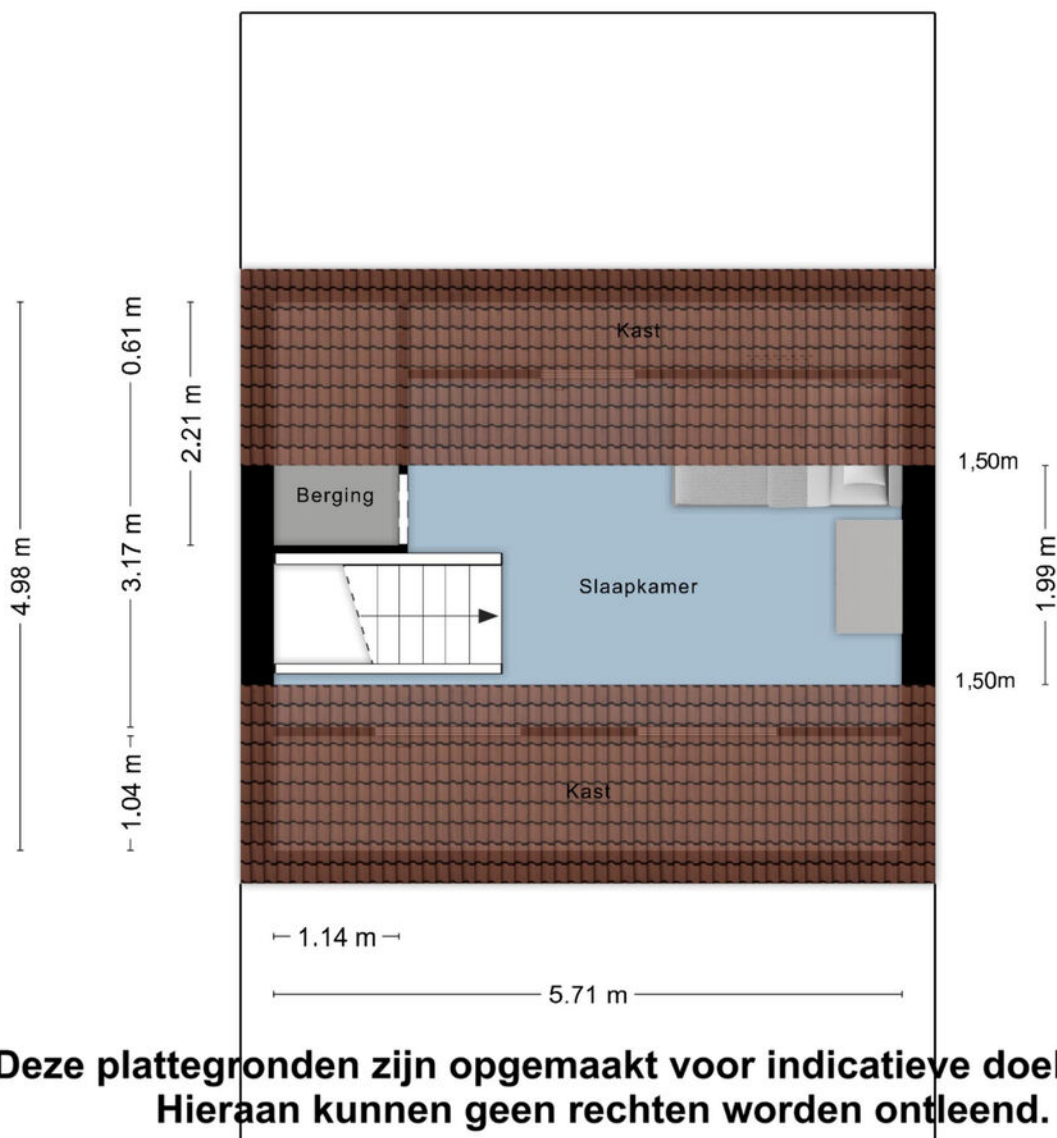 Kast
0.61 m
2.21 m
1,50m
Berging
3.17 m
4.98 m
Slaapkamer
1.99 m
1,50m
1.04 m
Kast
1.14 m
5.71 m
Deze plattegronden zijn opgemaakt voor indicatieve doel
Hieraan kunnen geen rechten worden ontleend.